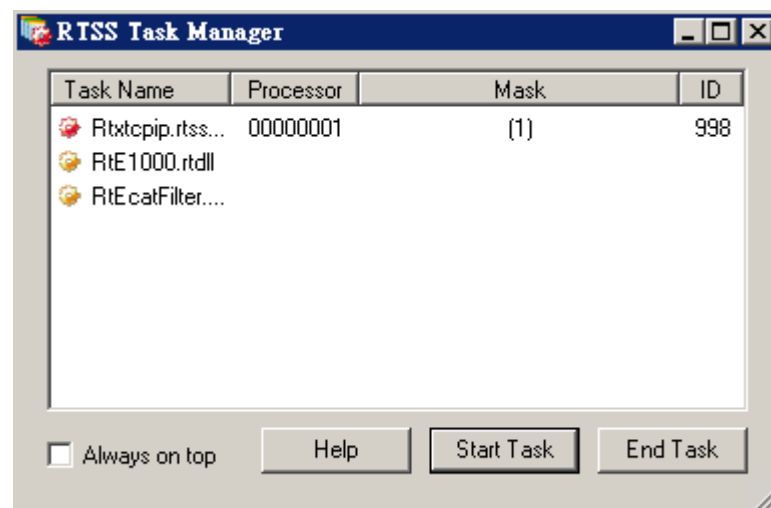 RTSS Task Manager
Task Name Processor Mask ID
Rtxtcpip.rtss... 00000001 (1) 998
RtE1000.rtdll
RtEcatFilter....
Always on top Help Start Task End Task